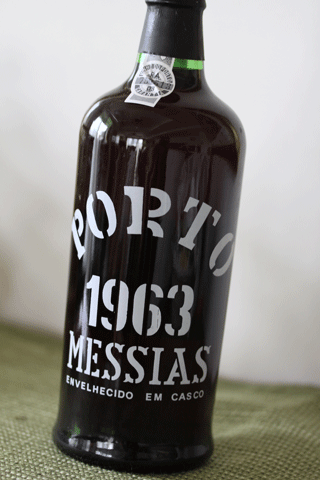 PORTO
1963
MESSIAS
ENVELHECIDO EM CASCO